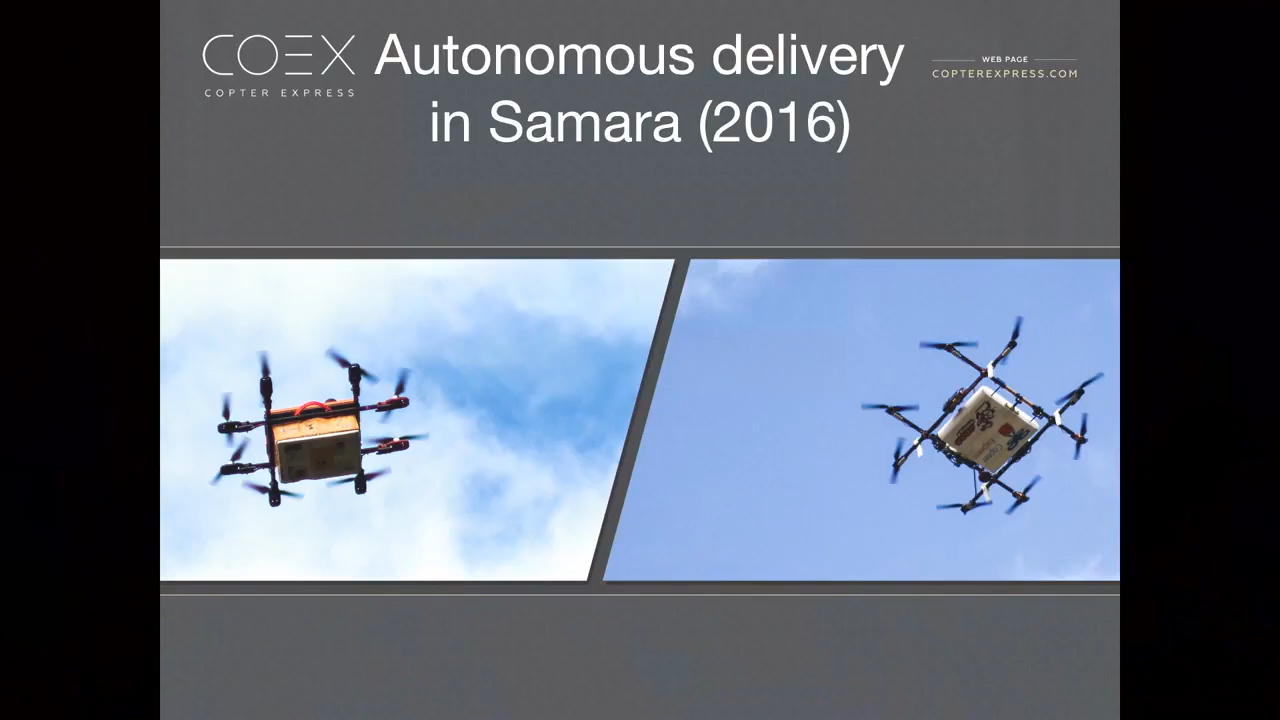 COEX
COPTER EXPRESS
Autonomous delivery
in Samara (2016)
WEB PAGE
COPTEREXPRESS.COM